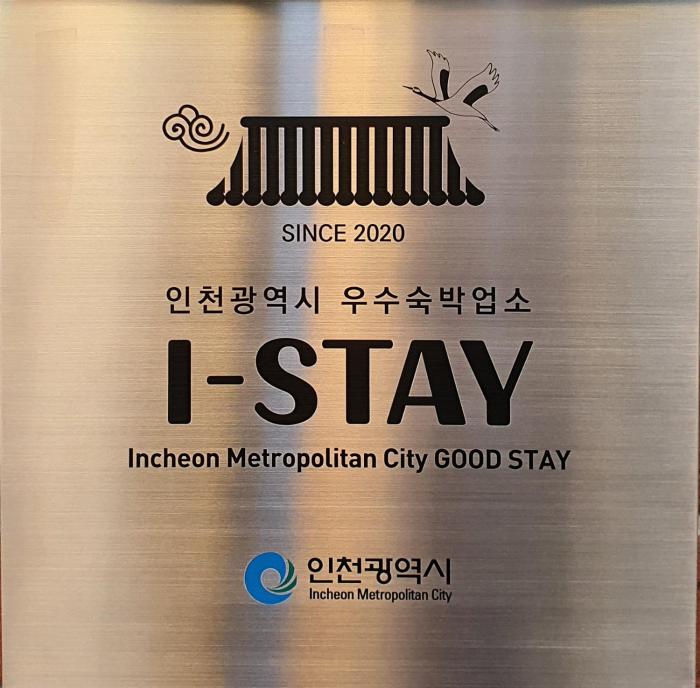 SINCE 2020
인천광역시 우수숙박업소
I-STAY
Incheon Metropolitan City GOOD STAY
인천광역시
Incheon Metropolitan City